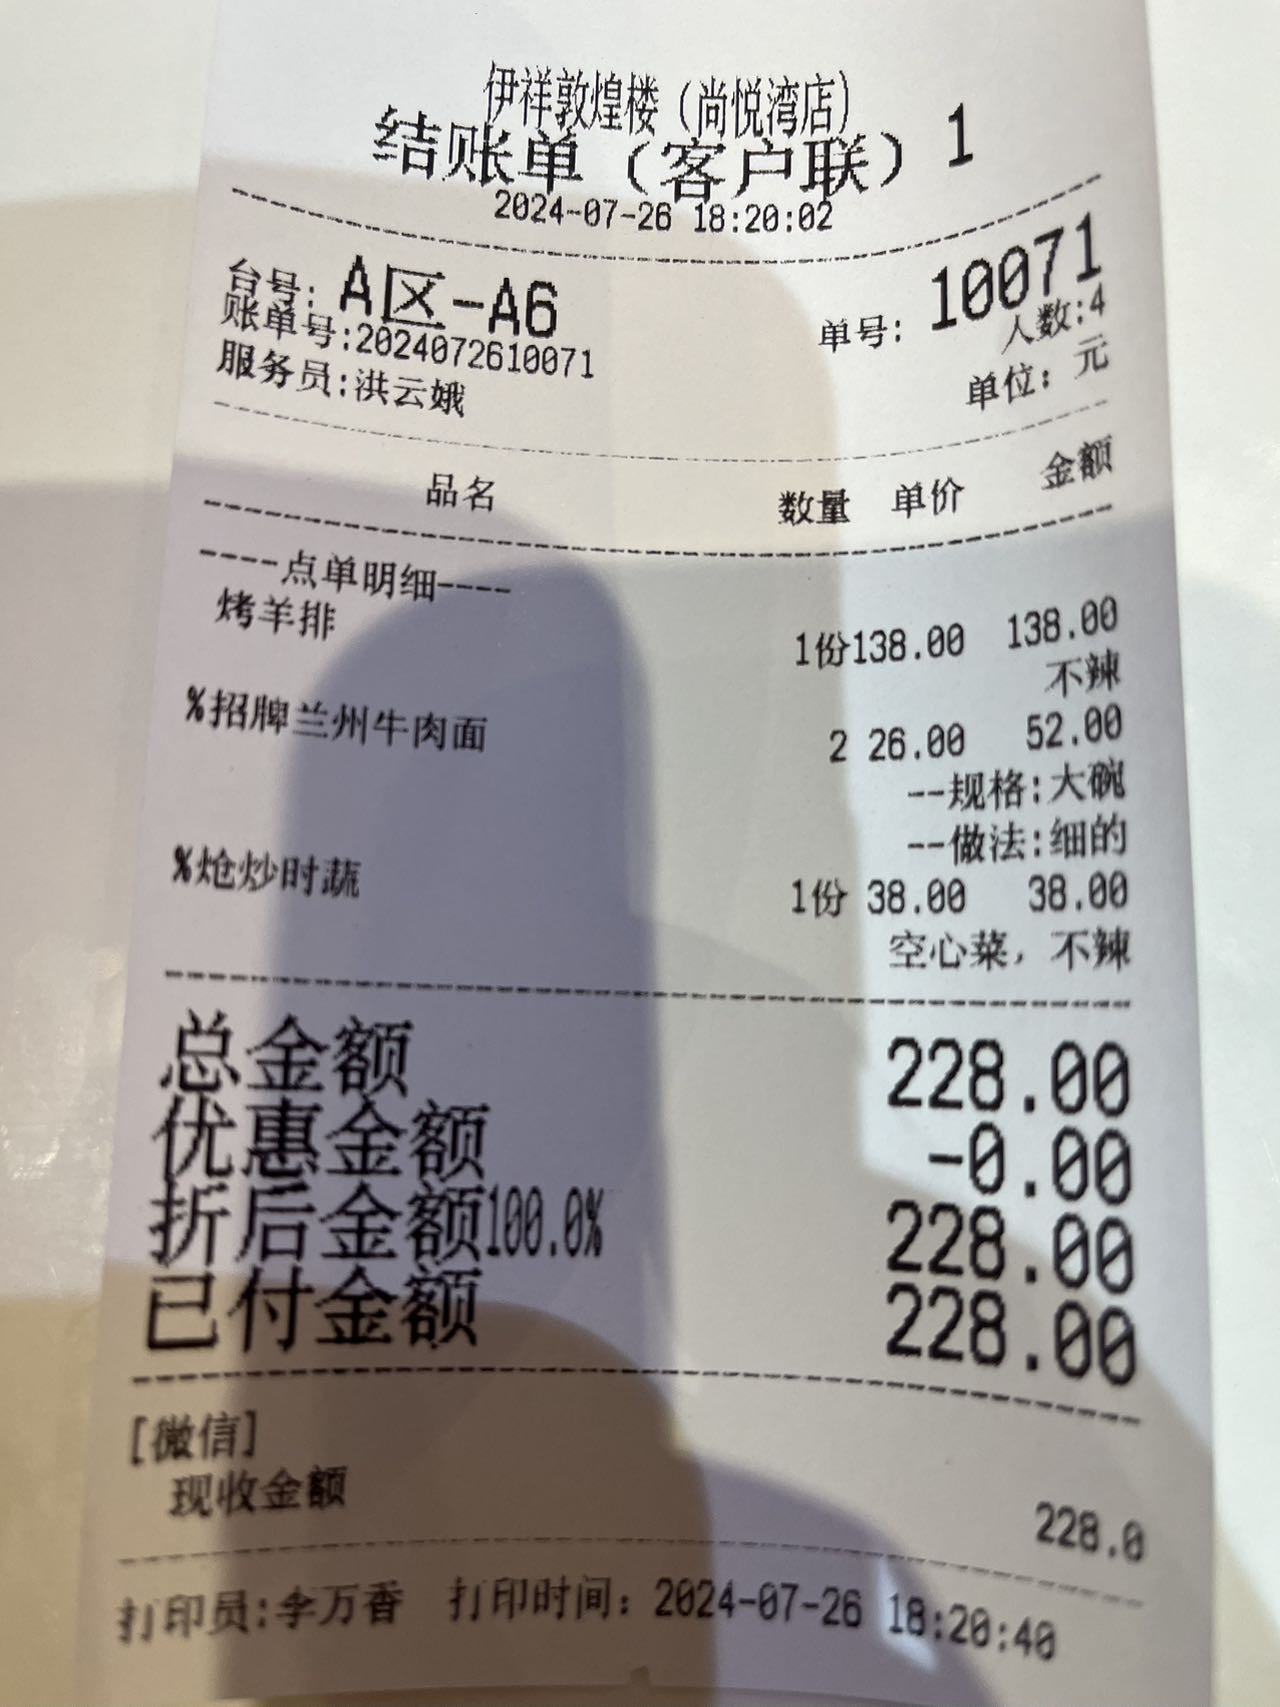 伊祥敦煌楼（尚悦湾店）
结账单（客户联）1
2024-07-26 18:20:02
台号：A区-A6 单号：10071
账单号:2024072610071 人数:4
服务员:洪云娥 单位：元
品名 数量 单价 金额
----点单明细----
烤羊排 1份138.00 138.00
不辣
%招牌兰州牛肉面 2 26.00 52.00
--规格:大碗
--做法:细的
%炝炒时蔬 1份 38.00 38.00
空心菜，不辣
总金额 228.00
优惠金额 -0.00
折后金额100.0% 228.00
已付金额 228.00
[微信]
现收金额 228.0
打印员:李万香 打印时间：2024-07-26 18:20:40